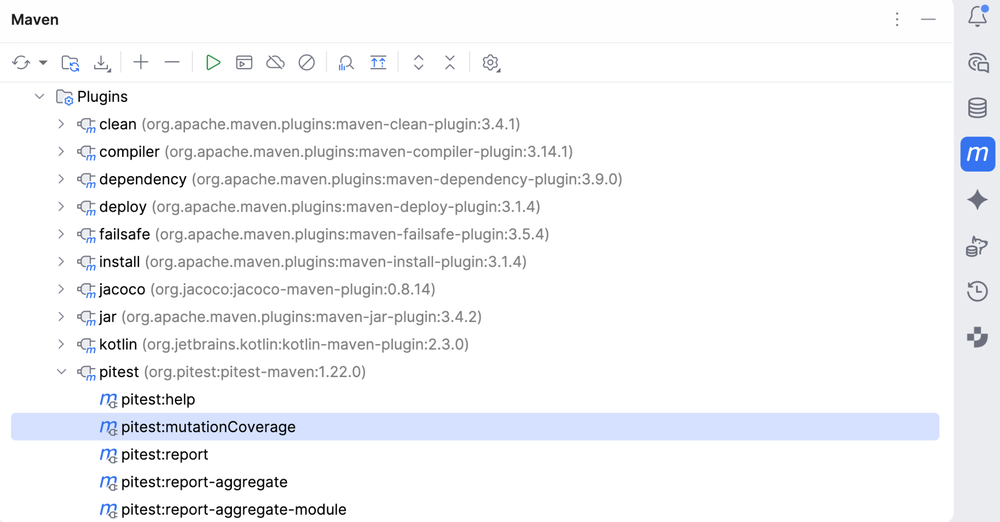 Maven
Plugins
clean (org.apache.maven.plugins:maven-clean-plugin:3.4.1)
compiler (org.apache.maven.plugins:maven-compiler-plugin:3.14.1)
dependency (org.apache.maven.plugins:maven-dependency-plugin:3.9.0)
deploy (org.apache.maven.plugins:maven-deploy-plugin:3.1.4)
failsafe (org.apache.maven.plugins:maven-failsafe-plugin:3.5.4)
install (org.apache.maven.plugins:maven-install-plugin:3.1.4)
jacoco (org.jacoco:jacoco-maven-plugin:0.8.14)
jar (org.apache.maven.plugins:maven-jar-plugin:3.4.2)
kotlin (org.jetbrains.kotlin:kotlin-maven-plugin:2.3.0)
pitest (org.pitest:pitest-maven:1.22.0)
pitest:help
pitest:mutationCoverage
pitest:report
pitest:report-aggregate
pitest:report-aggregate-module